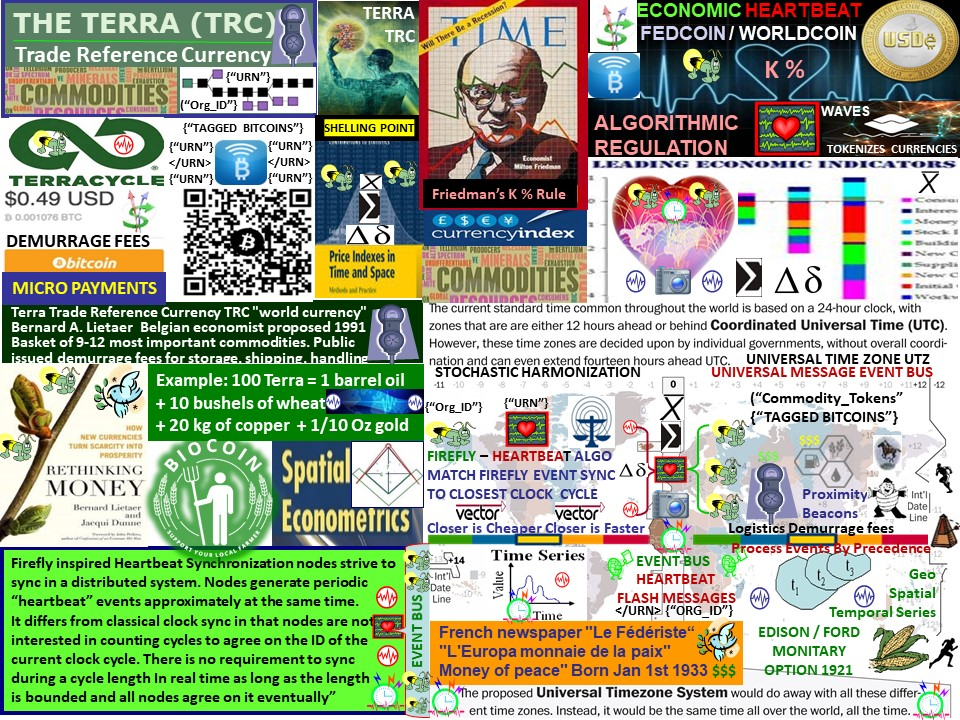 THE TERRA (TRC)
Trade Reference Currency
COMMODITIES
{“URN”}
(“Org_ID”}
TERRA
TRC
Will There Be a Recession?
TIME
Economist
Milton Friedman
Friedman’s K % Rule
ECONOMIC HEARTBEAT
FEDCOIN / WORLDCOIN
K %
USD
ALGORITHMIC
REGULATION
WAVES
TOKENIZES CURRENCIES
TERRACYCLE
{“TAGGED BITCOINS”}
{“URN”}
</URN>
{“URN”}
{“URN”}
</URN>
{“URN”}
SHELLING POINT
X
Σ
Δ δ
Price Indexes in
Time and Space
Methods and Practice
£ $ € ¥
currencyindex
COMMODITIES
LEADING ECONOMIC INDICATORS
X
Σ Δ δ
$0.49 USD
฿ 0.001076 BTC
DEMURRAGE FEES
bitcoin
MICRO PAYMENTS
Terra Trade Reference Currency TRC "world currency"
Bernard A. Lietaer Belgian economist proposed 1991
Basket of 9-12 most important commodities. Public
issued demurrage fees for storage, shipping, handling
The current standard time common throughout the world is based on a 24-hour clock, with
zones that are are either 12 hours ahead or behind Coordinated Universal Time (UTC).
However, these time zones are decided upon by individual governments, without overall coordi-
nation and can even extend fourteen hours ahead UTC.
HOW
NEW CURRENCIES
TURN SCARCITY INTO
PROSPERITY
RETHINKING
MONEY
Bernard Lietaer
and
Jacqui Dunne
Example: 100 Terra = 1 barrel oil
+ 10 bushels of wheat
+ 20 kg of copper + 1/10 Oz gold
BIOCOIN
SUPPORT YOUR LOCAL FARMER
Spatial
Econometrics
STOCHASTIC HARMONIZATION
UNIVERSAL TIME ZONE UTZ
UNIVERSAL MESSAGE EVENT BUS
0
{“Org_ID”}
{“URN”}
X
Σ
Δ δ
(“Commodity_Tokens”
{“TAGGED BITCOINS”}
$$$
$$$
FIREFLY – HEARTBEAT ALGO
MATCH FIREFLY EVENT SYNC
TO CLOSEST CLOCK CYCLE
vector vector
Closer is Cheaper Closer is Faster
Proximity
Beacons
Int'l
Date
Line
Logistics Demurrage fees
Process Events By Precedence
Firefly inspired Heartbeat Synchronization nodes strive to
sync in a distributed system. Nodes generate periodic
“heartbeat” events approximately at the same time.
It differs from classical clock sync in that nodes are not
interested in counting cycles to agree on the ID of the
current clock cycle. There is no requirement to sync
during a cycle length In real time as long as the length
is bounded and all nodes agree on it eventually”
EVENT BUS
+14
Int'l
Date
Line
Time Series
Value
Time
EVENT BUS
HEARTBEAT
FLASH MESSAGES
</URN> {“ORG_ID”}
t1
t2
t3
Geo
Spatial
Temporal Series
French newspaper "Le Fédériste“
"L'Europa monnaie de la paix"
Money of peace" Born Jan 1st 1933 $$$
EDISON / FORD
MONITARY
OPTION 1921
The proposed Universal Timezone System would do away with all these differ-
ent time zones. Instead, it would be the same time all over the world, all the time.